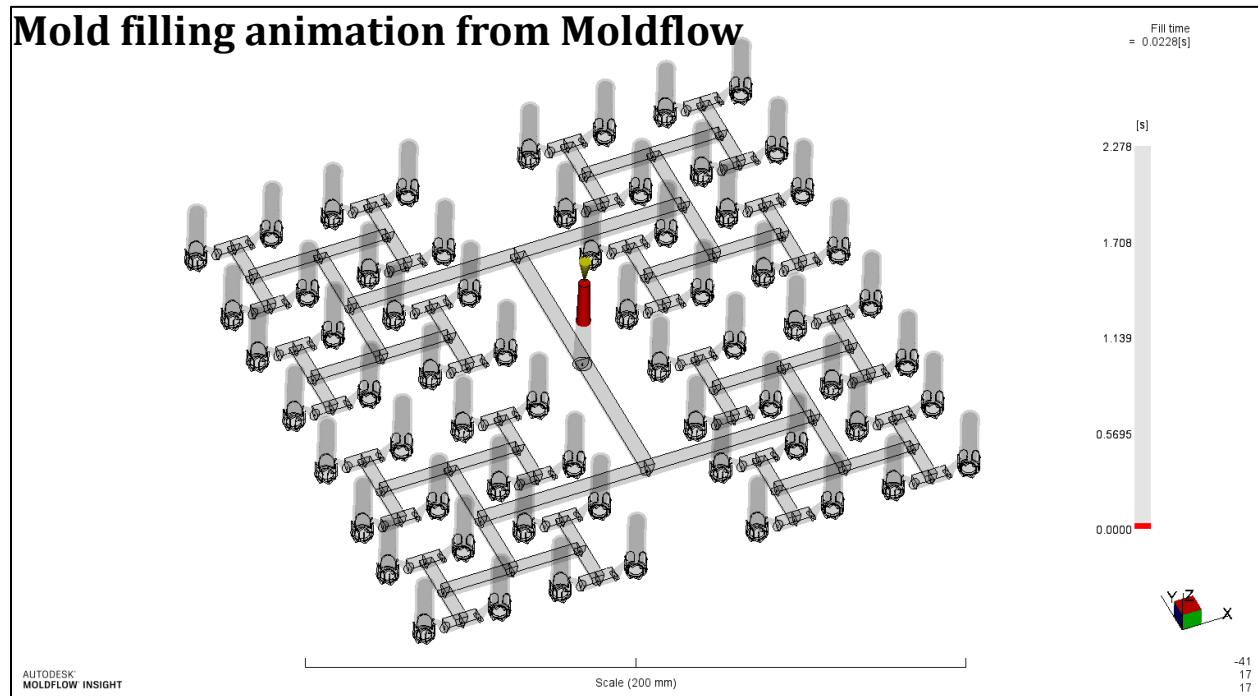 Mold filling animation from Moldflow
Fill time
= 0.0228[s]
[s]
2.278
1.708
1.139
0.5695
0.0000
Y Z X
Scale (200 mm)
-41
17
17
AUTODESK'
MOLDFLOW' INSIGHT